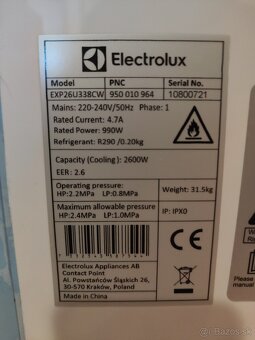 Electrolux
Model PNC Serial No.
EXP26U338CW 950 010 964 10800721
Mains: 220-240V/50Hz Phase: 1
Rated Current: 4.7A
Rated Power: 990W
Refrigerant: R290 /0.20kg
Capacity (Cooling) : 2600W
EER : 2.6
Operating pressure:
HP:2.2MPa LP:0.8MPa
Weight: 31.5kg
Maximum allowable pressure
HP:2.4MPa LP:1.0MPa
IP: IPX0
Electrolux Appliances AB
Contact Point
Al. Powstańców Śląskich 26
30-570 Kraków, Poland
Made in China
CE
Please
manual